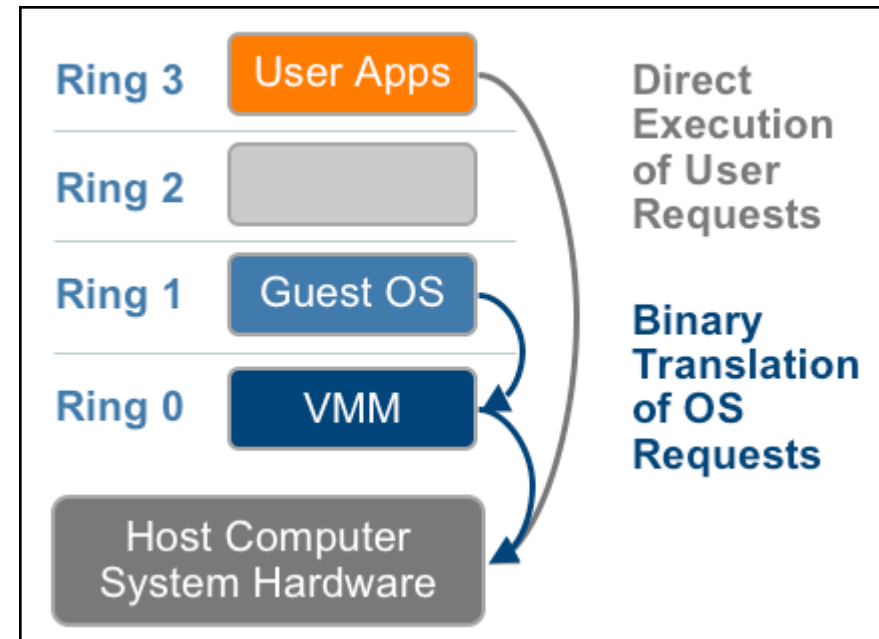 Ring 3
User Apps
Ring 2
Ring 1
Guest OS
Ring 0
VMM
Host Computer
System Hardware
Direct
Execution
of User
Requests
Binary
Translation
of OS
Requests